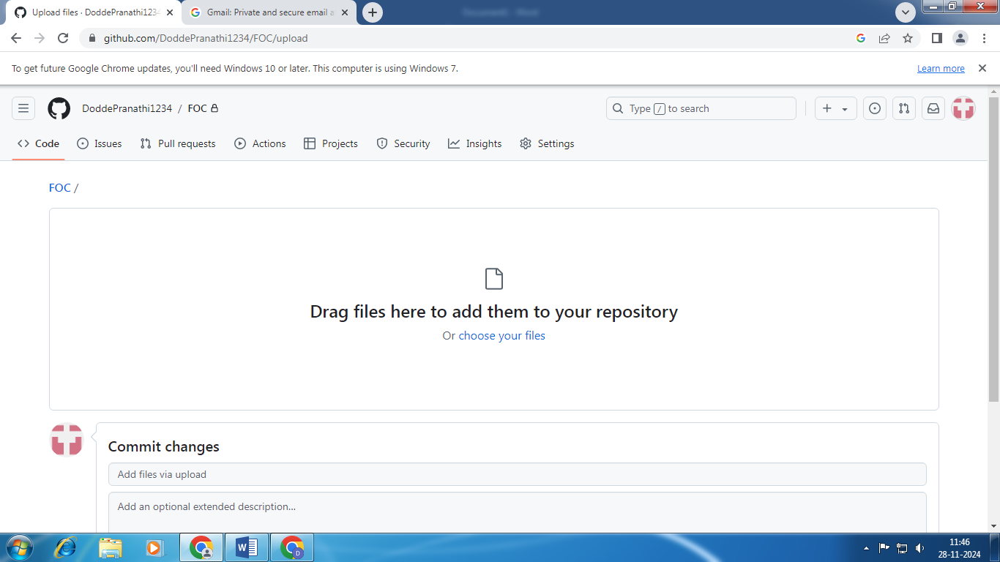 Upload files · DoddePranathi1234
Gmail: Private and secure email a
github.com/DoddePranathi1234/FOC/upload
To get future Google Chrome updates, you'll need Windows 10 or later. This computer is using Windows 7.
Learn more
DoddePranathi1234 / FOC
Type / to search
Code
Issues
Pull requests
Actions
Projects
Security
Insights
Settings
FOC /
Drag files here to add them to your repository
Or choose your files
Commit changes
Add files via upload
Add an optional extended description...
11:46
28-11-2024